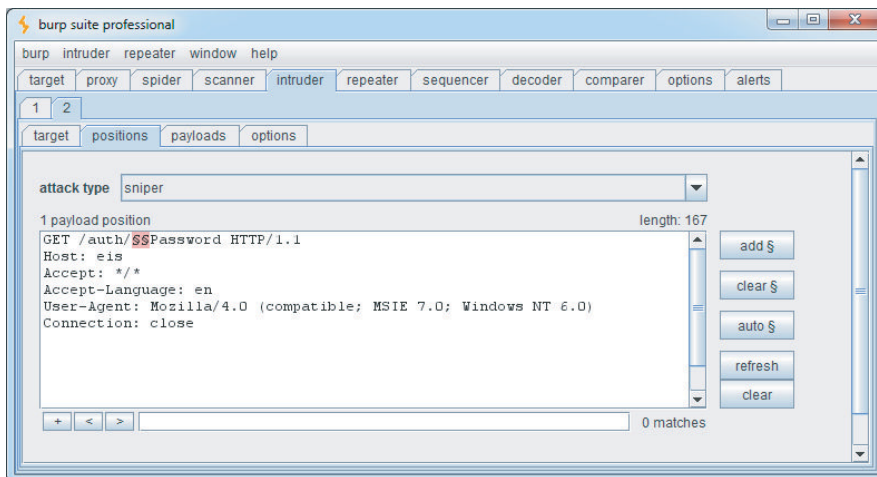 burp suite professional
burp intruder repeater window help
target proxy spider scanner intruder repeater sequencer decoder comparer options alerts
1 2
target positions payloads options
attack type sniper
1 payload position length: 167
GET /auth/§§Password HTTP/1.1
Host: eis
Accept: */*
Accept-Language: en
User-Agent: Mozilla/4.0 (compatible; MSIE 7.0; Windows NT 6.0)
Connection: close
add §
clear §
auto §
refresh
clear
+ < > 0 matches